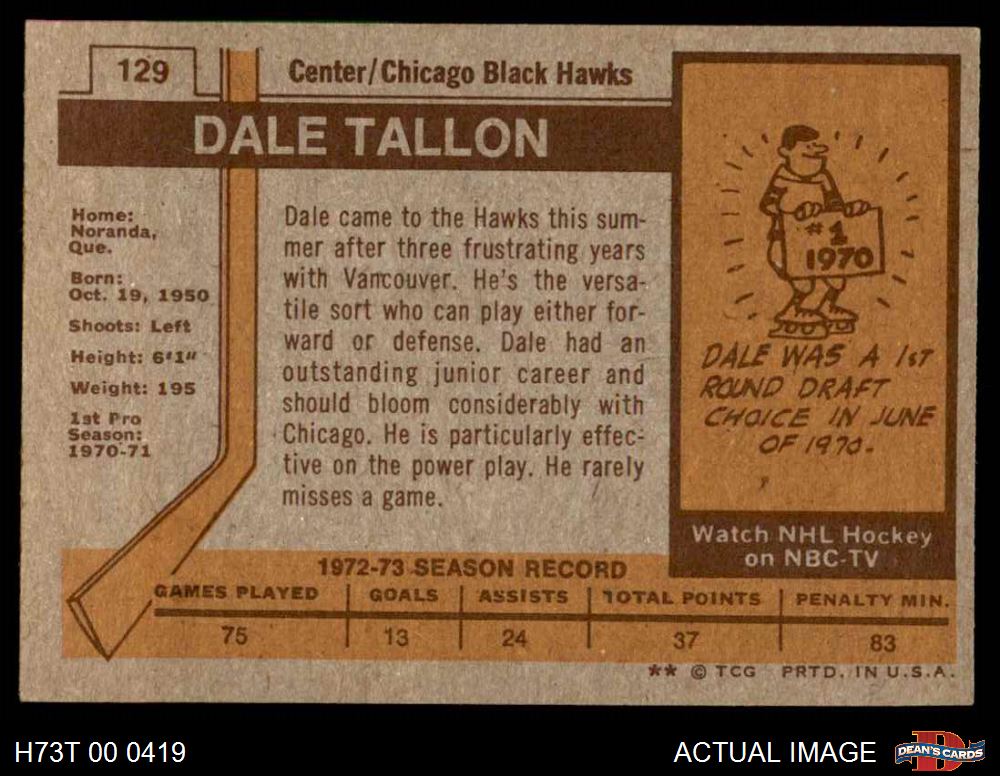 129
Center/Chicago Black Hawks
DALE TALLON
Home:
Noranda,
Que.
Born:
Oct. 19, 1950
Shoots: Left
Height: 6'1"
Weight: 195
1st Pro
Season:
1970-71
Dale came to the Hawks this sum-
mer after three frustrating years
with Vancouver. He's the versa-
tile sort who can play either for-
ward or defense. Dale had an
outstanding junior career and
should bloom considerably with
Chicago. He is particularly effec-
tive on the power play. He rarely
misses a game.
#1
1970
DALE WAS A 1ST
ROUND DRAFT
CHOICE IN JUNE
OF 1970.
Watch NHL Hockey
on NBC-TV
1972-73 SEASON RECORD
GAMES PLAYED GOALS ASSISTS TOTAL POINTS PENALTY MIN.
75 13 24 37 83
** © TCG PRTD. IN U.S.A.
H73T 00 0419
ACTUAL IMAGE
DEAN'S CARDS